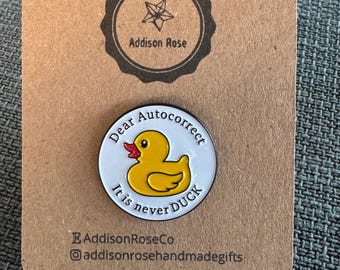 Addison Rose
Dear Autocorrect
It is never DUCK
AddisonRoseCo
@addisonrosehandmadegifts